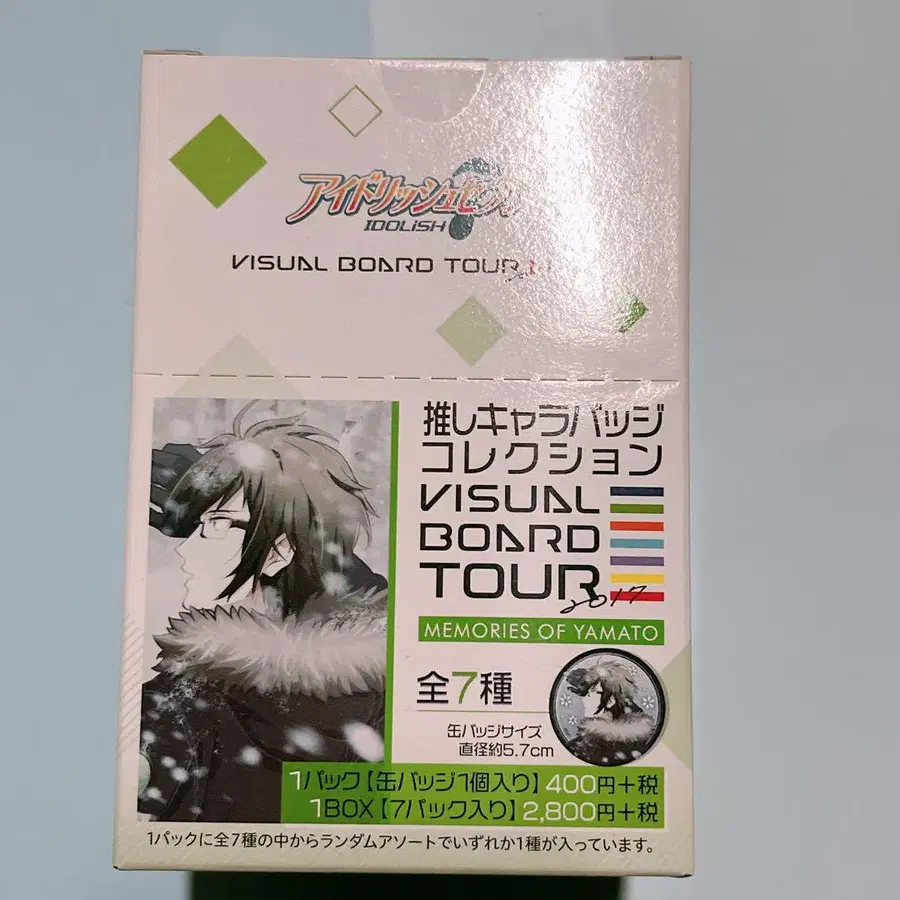 アイドリッシュセブン
IDOLiSH
VISUAL BOARD TOUR
推しキャラバッジ
コレクション
VISUAL
BOARD
TOUR
2017
MEMORIES OF YAMATO
全7種
缶バッジサイズ
直径約5.7cm
1パック【缶バッジ1個入り】400円+税
1BOX【7パック入り】2,800円+税
1パックに全7種の中からランダムアソートでいずれか1種が入っています。